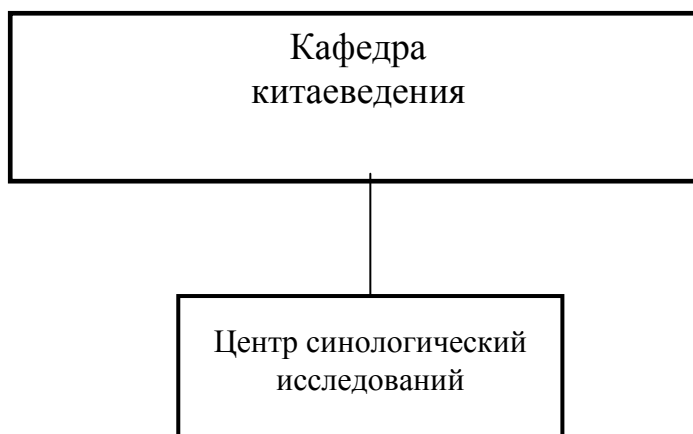 Кафедра
китаеведения
Центр синологический
исследований